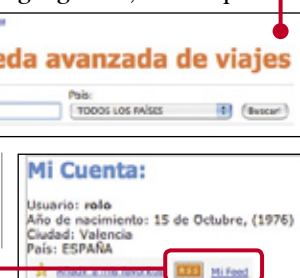 eda avanzada de viajes
País:
TODOS LOS PAÍSES
(Buscar)
Mi Cuenta:
Usuario: rolo
Año de nacimiento: 15 de Octubre, (1976)
Ciudad: Valencia
País: ESPAÑA
RSS Mi Feed